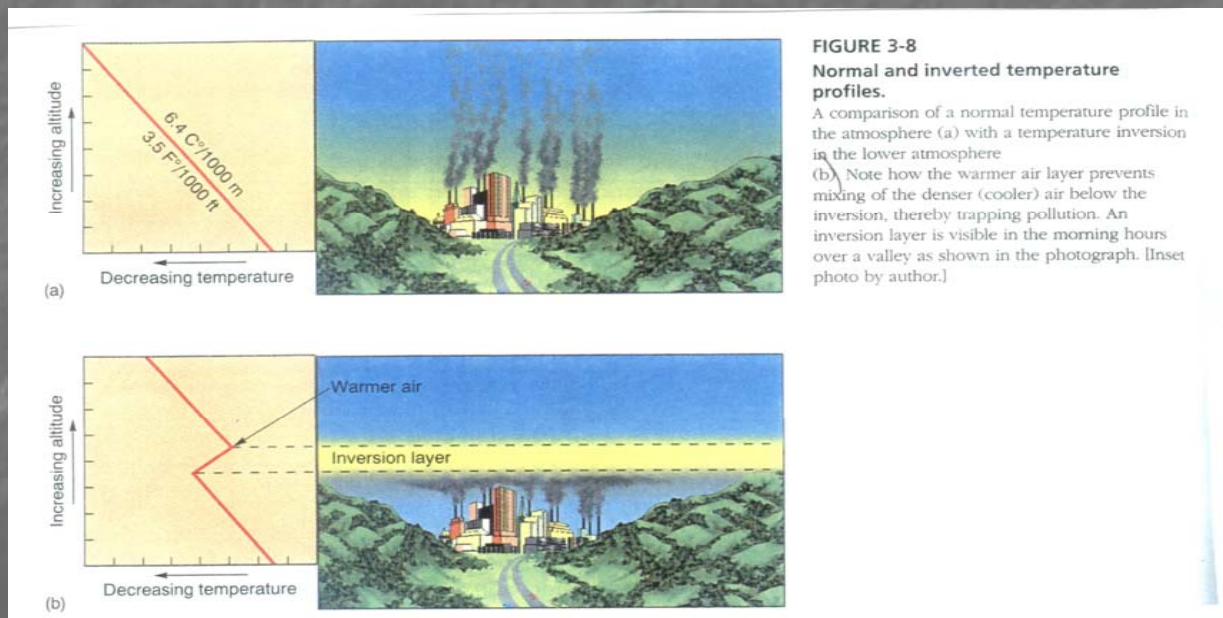 FIGURE 3-8
Normal and inverted temperature
profiles.
A comparison of a normal temperature profile in
the atmosphere (a) with a temperature inversion
in the lower atmosphere
(b) Note how the warmer air layer prevents
mixing of the denser (cooler) air below the
inversion, thereby trapping pollution. An
inversion layer is visible in the morning hours
over a valley as shown in the photograph. [Inset
photo by author.]
Increasing altitude
6.4 C°/1000 m
3.5 F°/1000 ft
Decreasing temperature
(a)
Increasing altitude
Warmer air
Inversion layer
Decreasing temperature
(b)